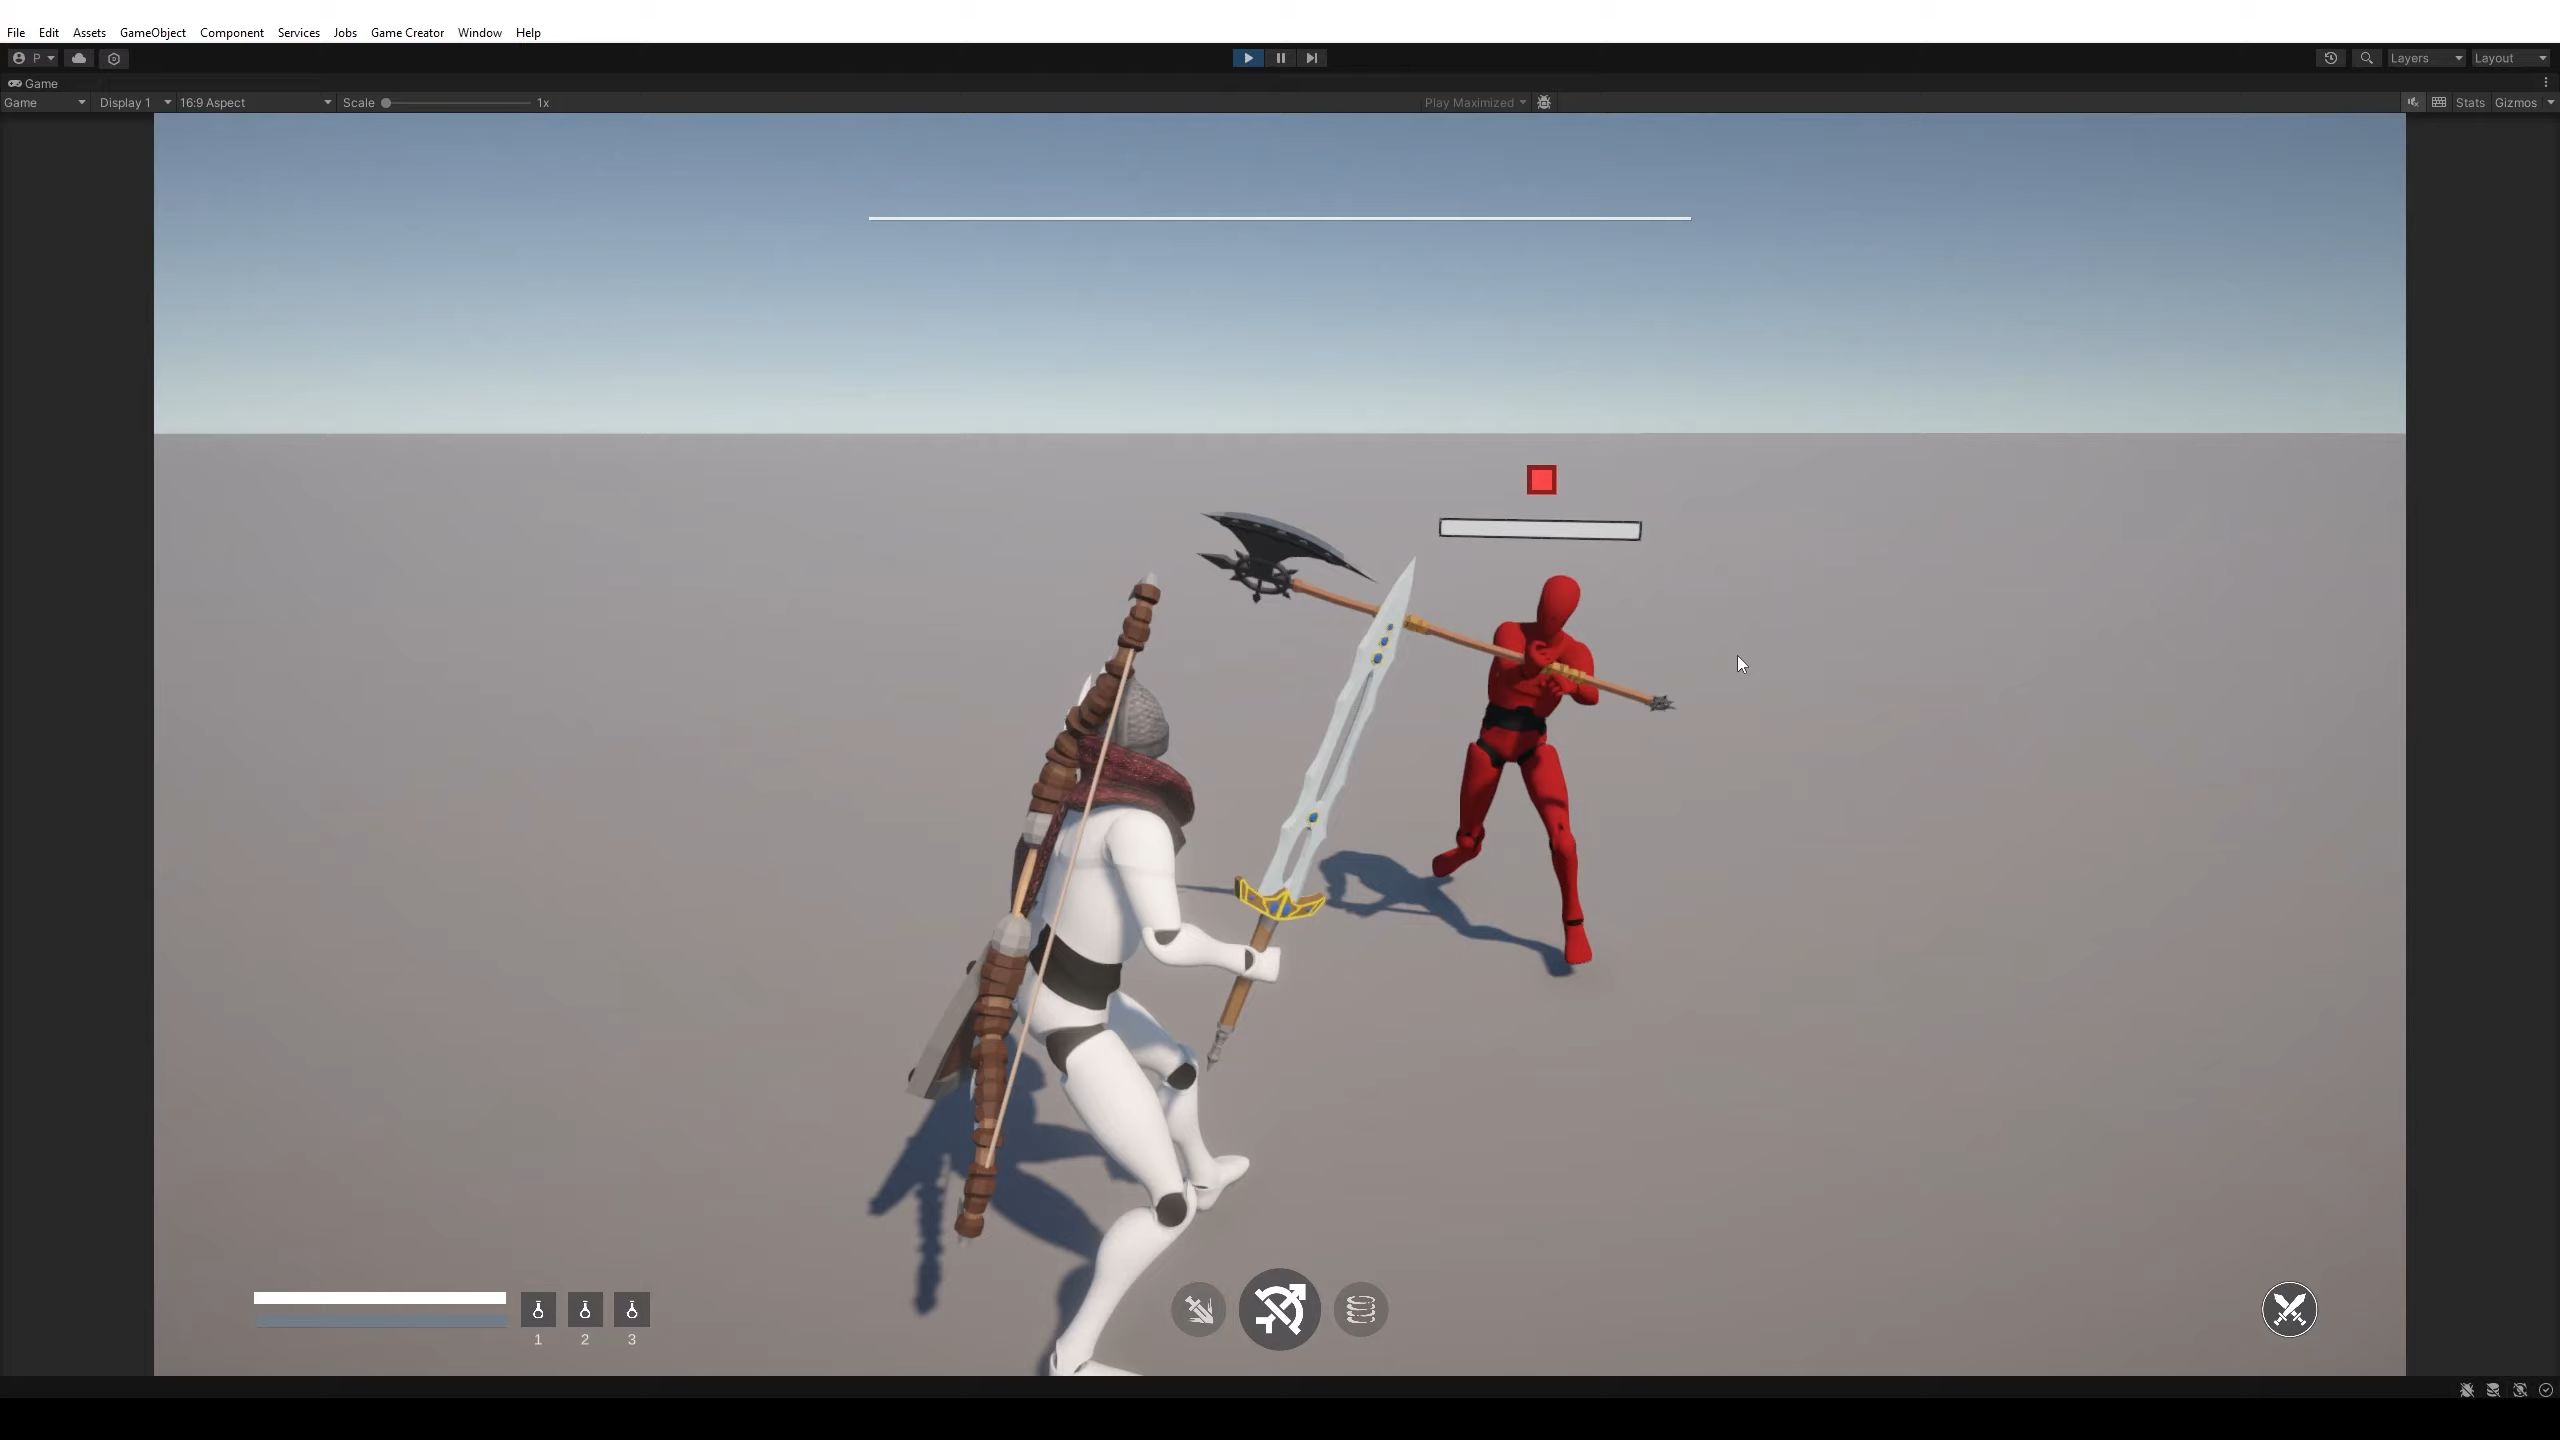 File Edit Assets GameObject Component Services Jobs Game Creator Window Help
P Layers Layout
Game
Game Display 1 16:9 Aspect Scale 1x Play Maximized Stats Gizmos
1 2 3